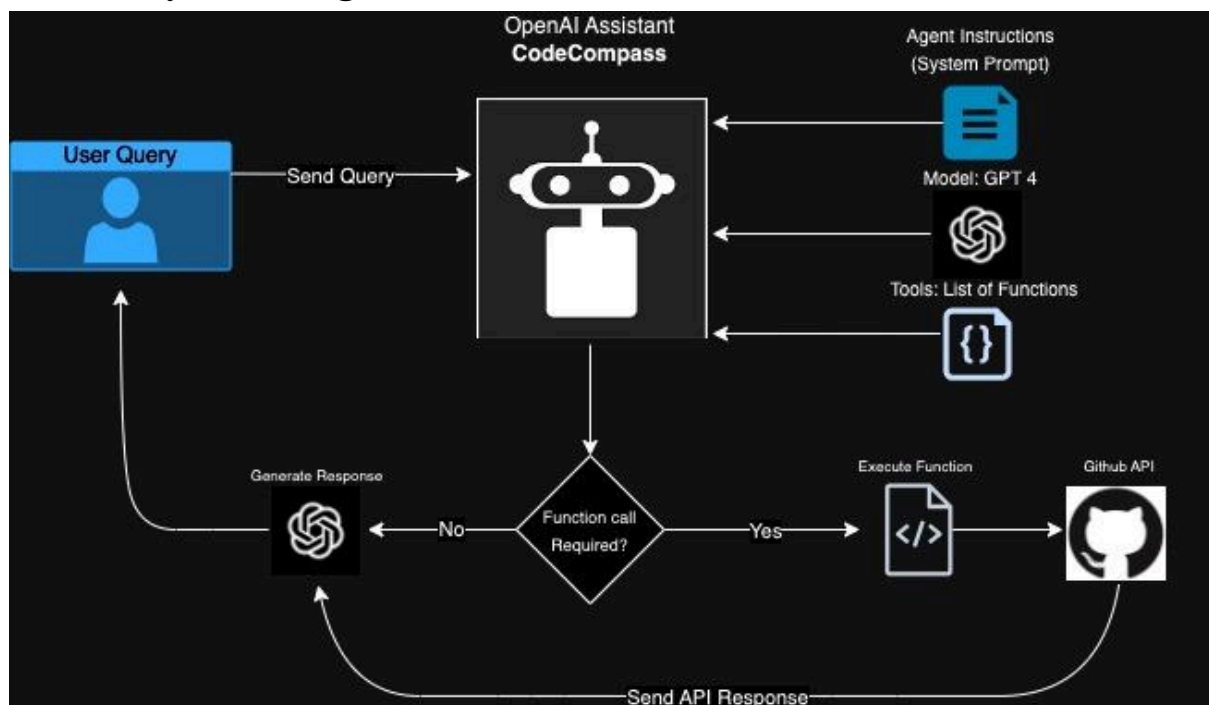 OpenAI Assistant
CodeCompass
Agent Instructions
(System Prompt)
User Query
Send Query
Model: GPT 4
Tools: List of Functions
Generate Response
Function call
Required?
No
Yes
Execute Function
Github API
Send API Response